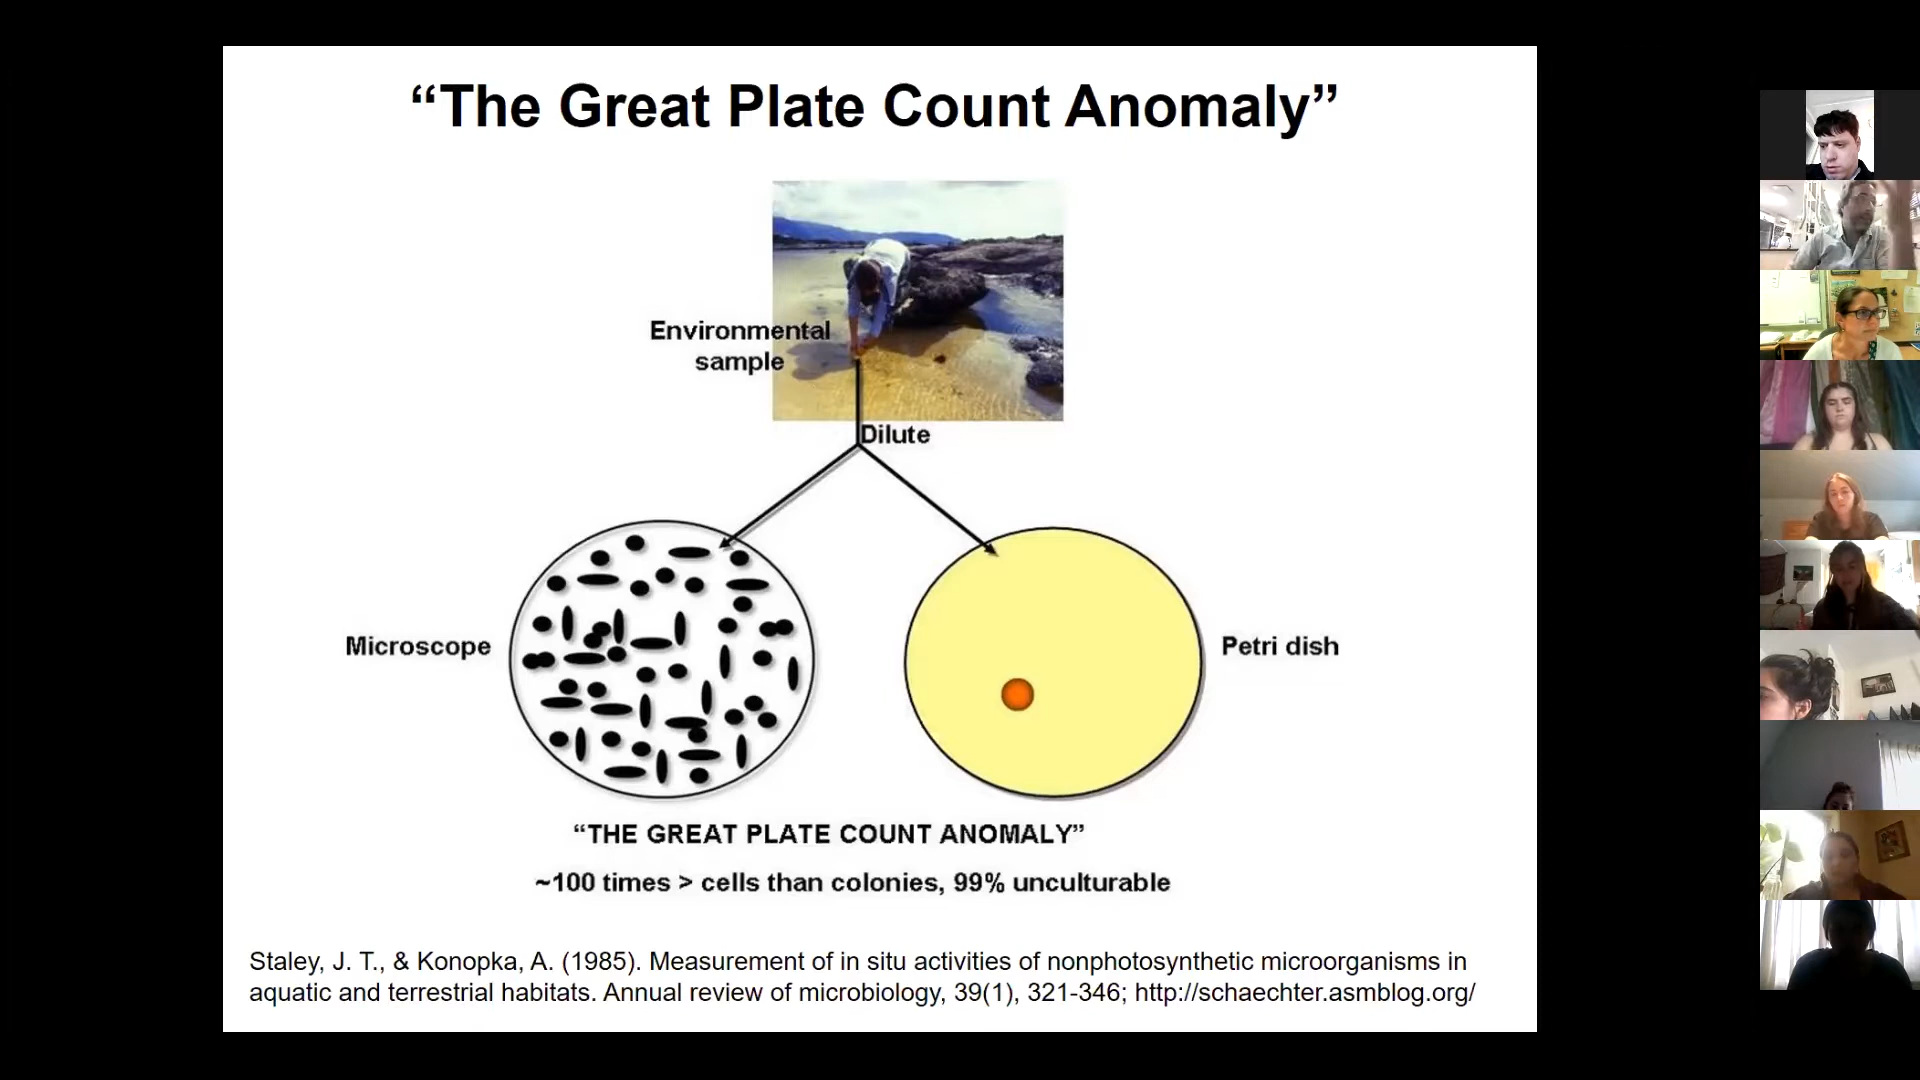 “The Great Plate Count Anomaly”
Environmental
sample
Dilute
Microscope
Petri dish
“THE GREAT PLATE COUNT ANOMALY”
~100 times > cells than colonies, 99% unculturable
Staley, J. T., & Konopka, A. (1985). Measurement of in situ activities of nonphotosynthetic microorganisms in
aquatic and terrestrial habitats. Annual review of microbiology, 39(1), 321-346; http://schaechter.asmblog.org/